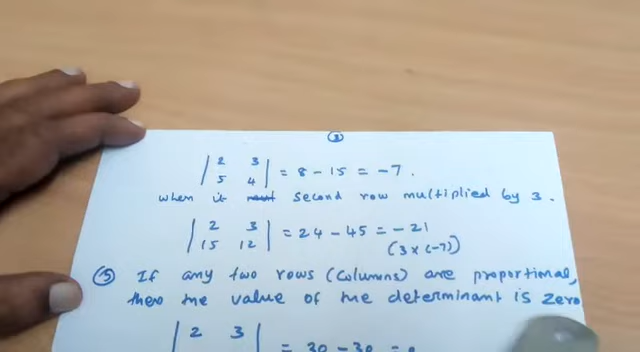 3
| 2 3 |
| 5 4 | = 8 - 15 = -7.
when it second row multiplied by 3.
| 2 3 |
| 15 12 | = 24 - 45 = -21
(3 x (-7))
5 If any two rows (columns) are proportional,
then the value of the determinant is zero
| 2 3 |
= 30 - 30 = 0